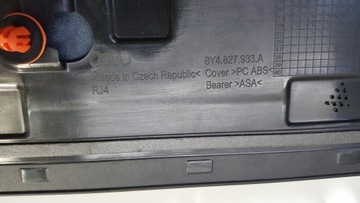 8Y4.827.933.A
Made in Czech Republic< Cover >PC ABS<
RJ4 Bearer >ASA<